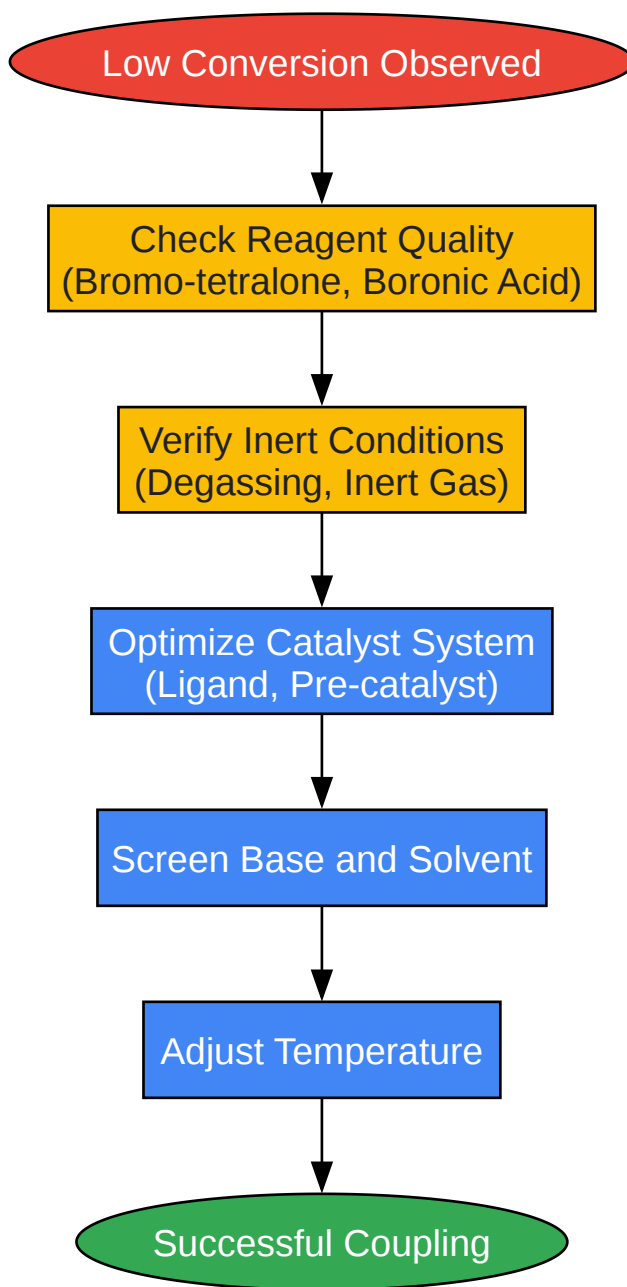 Low Conversion Observed
Check Reagent Quality
(Bromo-tetralone, Boronic Acid)
Verify Inert Conditions
(Degassing, Inert Gas)
Optimize Catalyst System
(Ligand, Pre-catalyst)
Screen Base and Solvent
Adjust Temperature
Successful Coupling